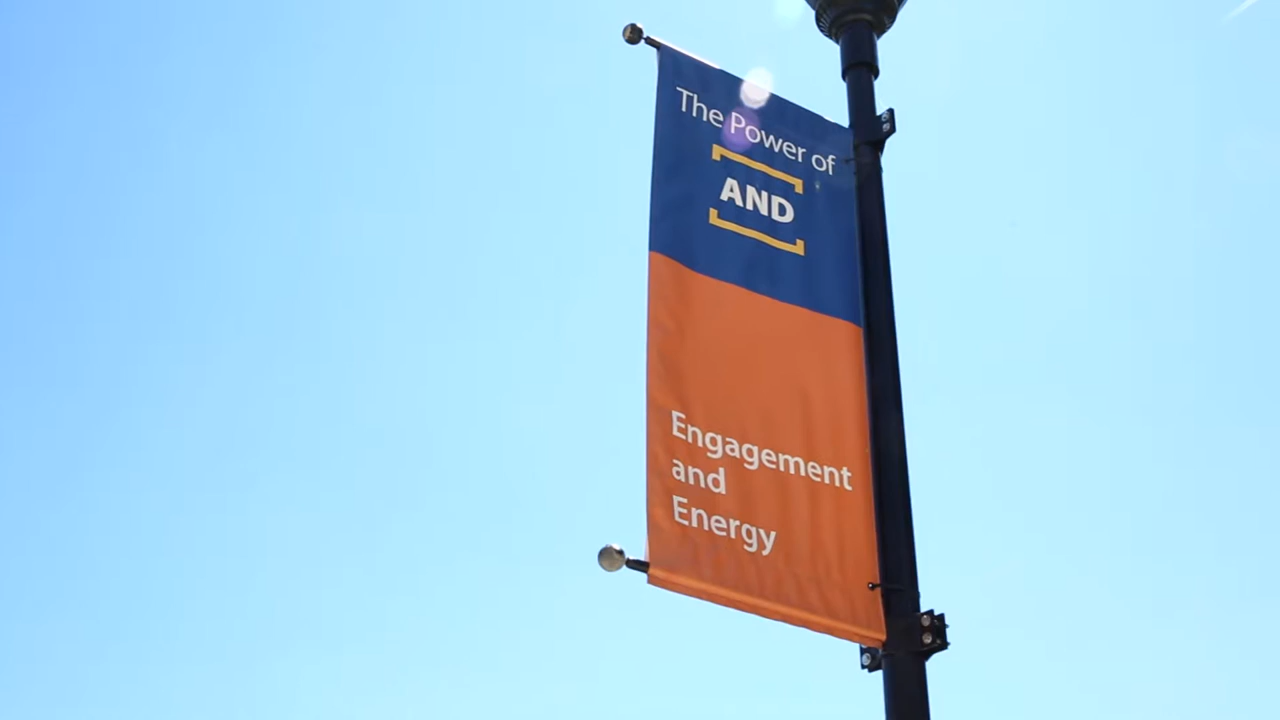 The Power of
AND
Engagement
and
Energy